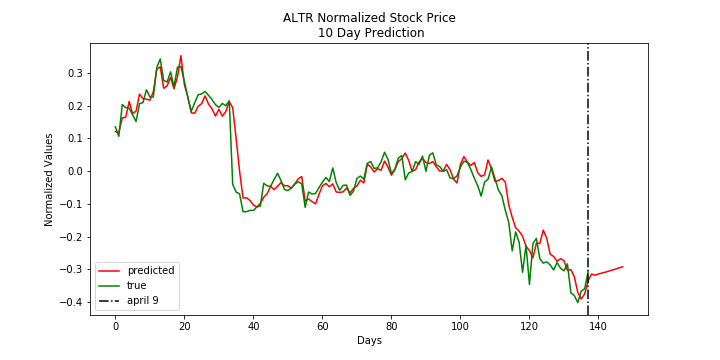 ALTR Normalized Stock Price
10 Day Prediction
0.3
0.2
0.1
0.0
−0.1
−0.2
−0.3
−0.4
Normalized Values
predicted
true
april 9
0 20 40 60 80 100 120 140
Days